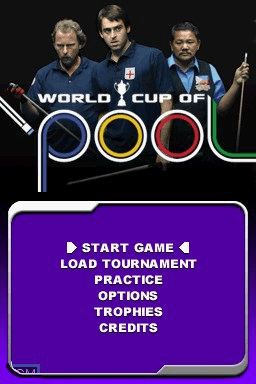 WORLD CUP OF
POOL
START GAME
LOAD TOURNAMENT
PRACTICE
OPTIONS
TROPHIES
CREDITS